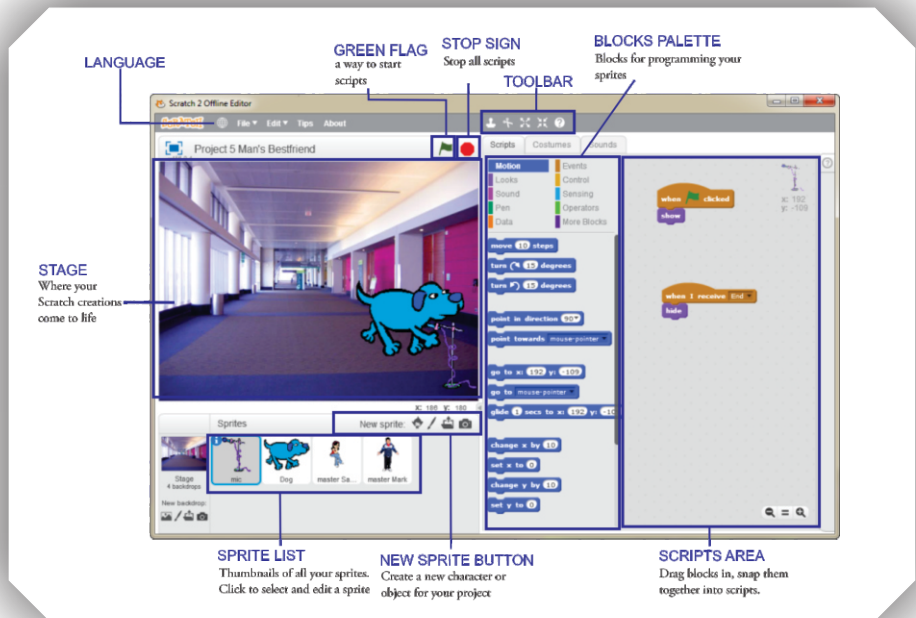 LANGUAGE
GREEN FLAG
a way to start
scripts
STOP SIGN
Stop all scripts
TOOLBAR
BLOCKS PALETTE
Blocks for programming your
sprites
Scratch 2 Offline Editor
SCRATCH
File Edit Tips About
Project 5 Man's Bestfriend
Scripts Costumes Sounds
Motion Events
Looks Control
Sound Sensing
Pen Operators
Data More Blocks
move 10 steps
turn 15 degrees
turn 15 degrees
point in direction 90
point towards mouse-pointer
go to x: 192 y: -109
go to mouse-pointer
glide 1 secs to x: 192 y: -10
change x by 10
set x to 0
change y by 10
set y to 0
when clicked
show
x: 192
y: -109
when I receive End
hide
STAGE
Where your
Scratch creations
come to life
X: 186 Y: 180
Sprites New sprite:
Stage
4 backdrops
New backdrop:
mic Dog master Sa... master Mark
SPRITE LIST
Thumbnails of all your sprites.
Click to select and edit a sprite
NEW SPRITE BUTTON
Create a new character or
object for your project
SCRIPTS AREA
Drag blocks in, snap them
together into scripts.